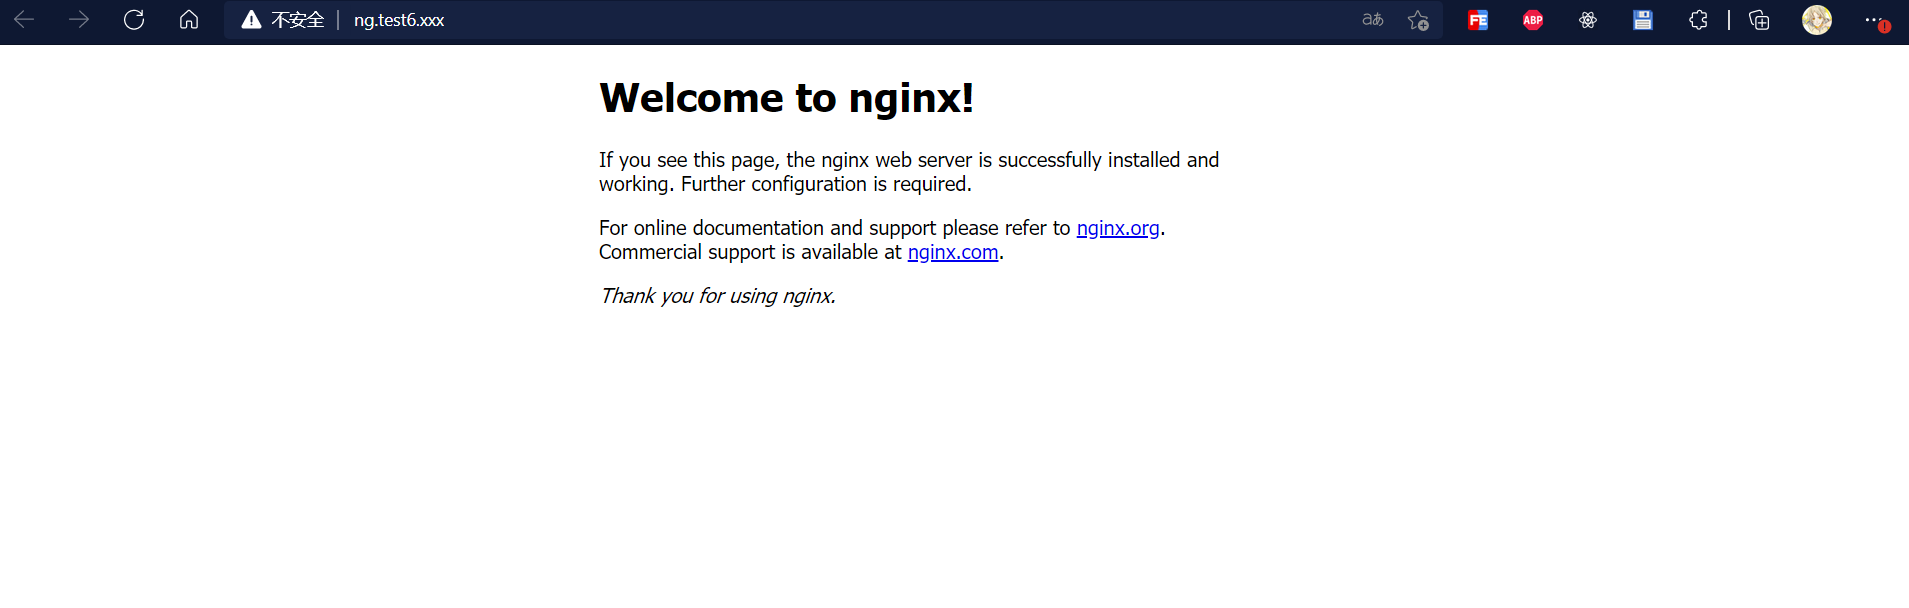 不安全 ng.test6.xxx aあ FE ABP
Welcome to nginx!
If you see this page, the nginx web server is successfully installed and
working. Further configuration is required.
For online documentation and support please refer to nginx.org.
Commercial support is available at nginx.com.
Thank you for using nginx.